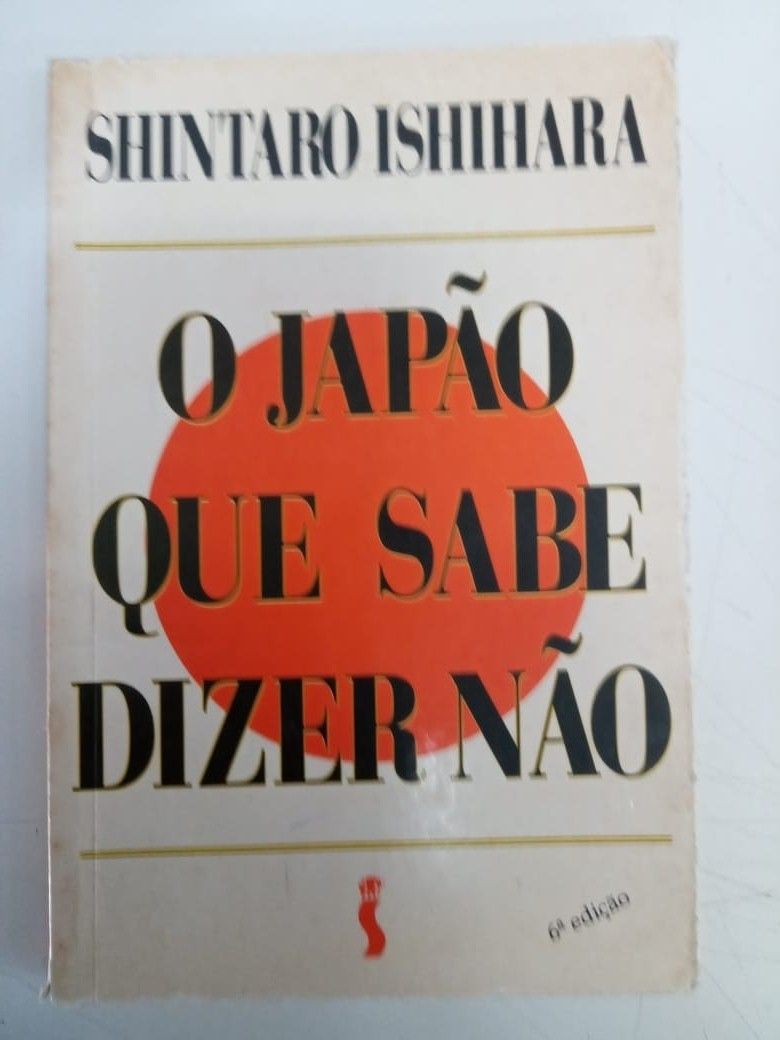 SHINTARO ISHIHARA
O JAPÃO
QUE SABE
DIZER NÃO
6ª edição